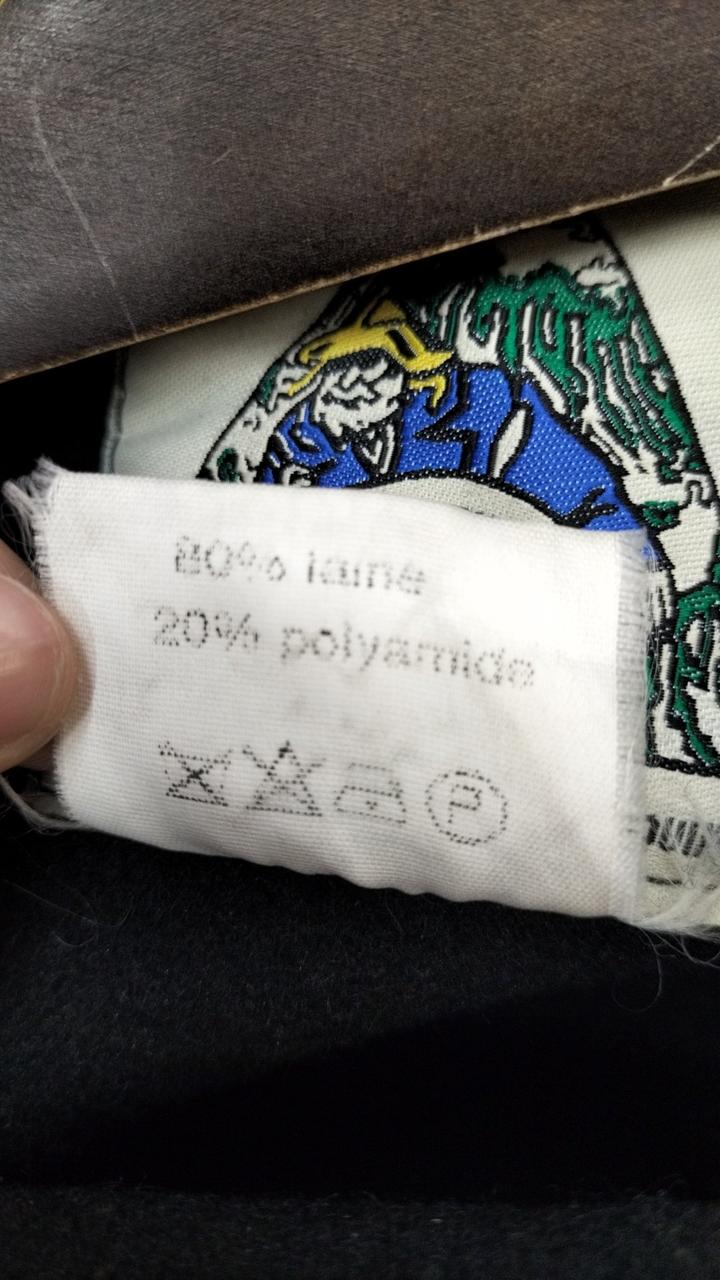 80% laine
20% polyamide
P